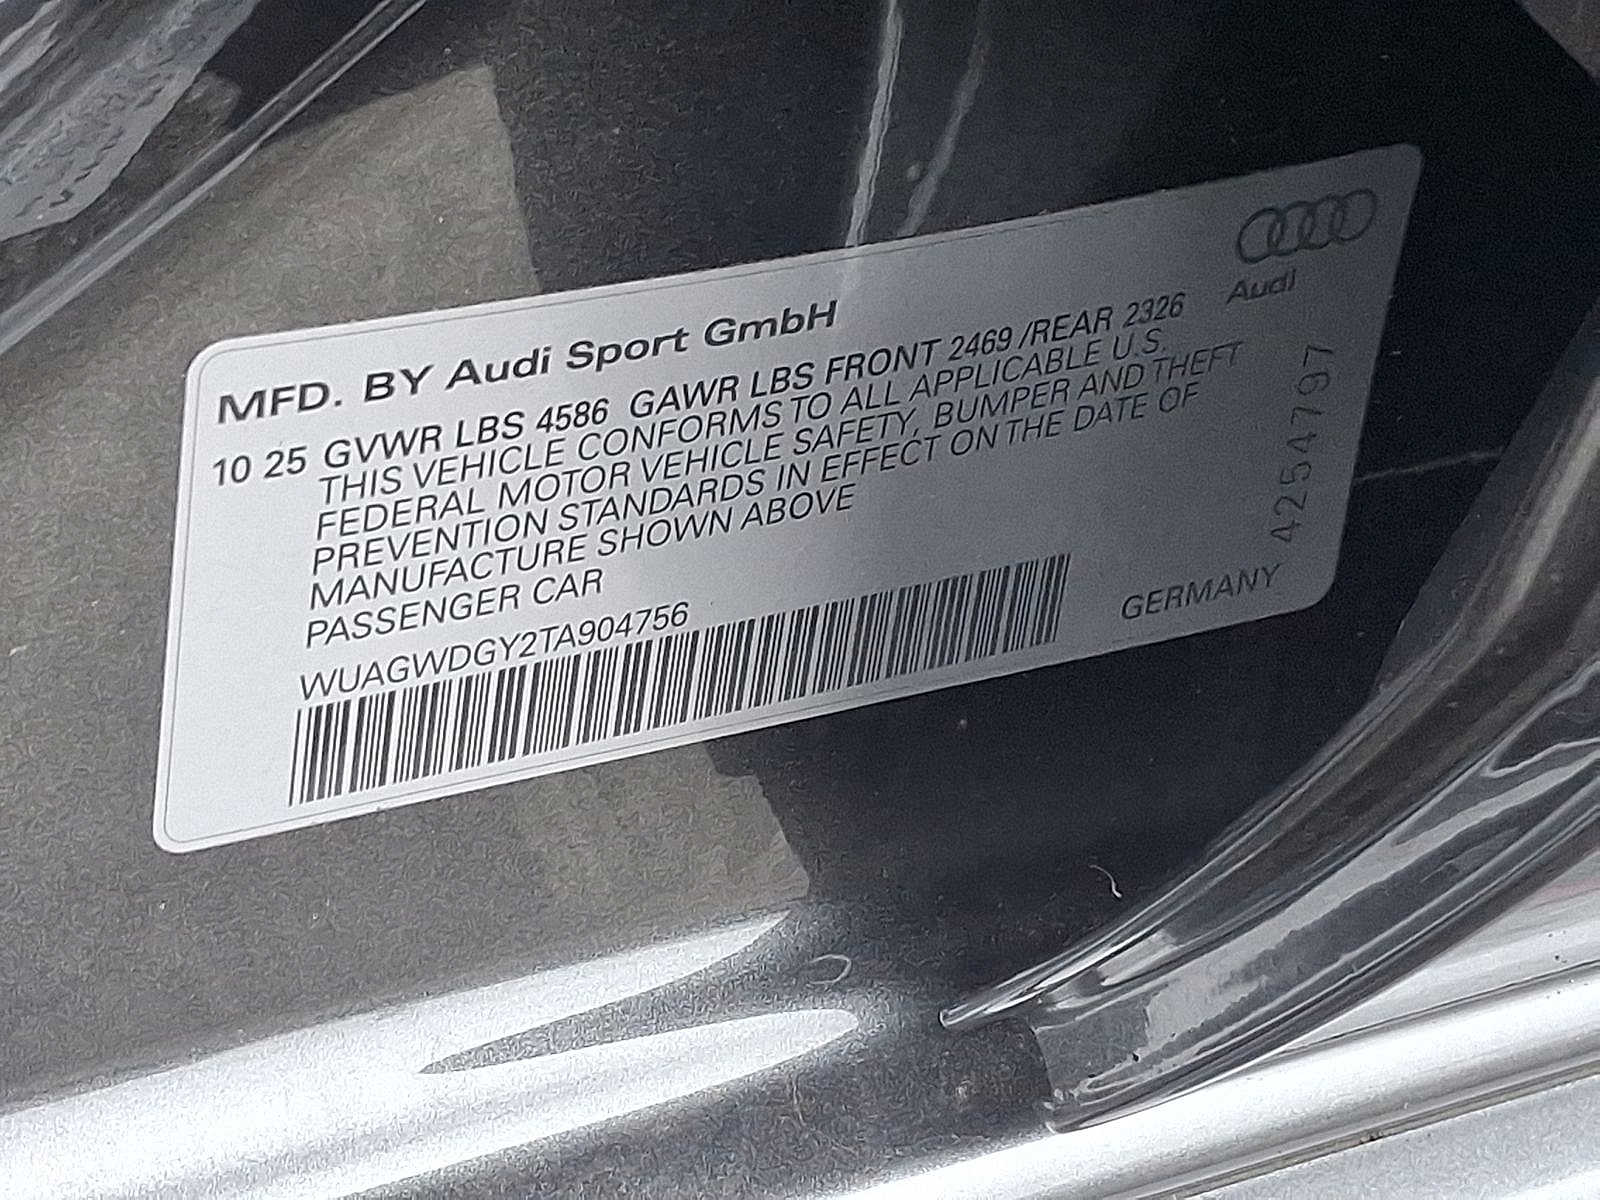 Audi
MFD. BY Audi Sport GmbH
10 25 GVWR LBS 4586 GAWR LBS FRONT 2469 /REAR 2326
THIS VEHICLE CONFORMS TO ALL APPLICABLE U.S.
FEDERAL MOTOR VEHICLE SAFETY, BUMPER AND THEFT
PREVENTION STANDARDS IN EFFECT ON THE DATE OF
MANUFACTURE SHOWN ABOVE
PASSENGER CAR
WUAGWDGY2TA904756
GERMANY
4254797